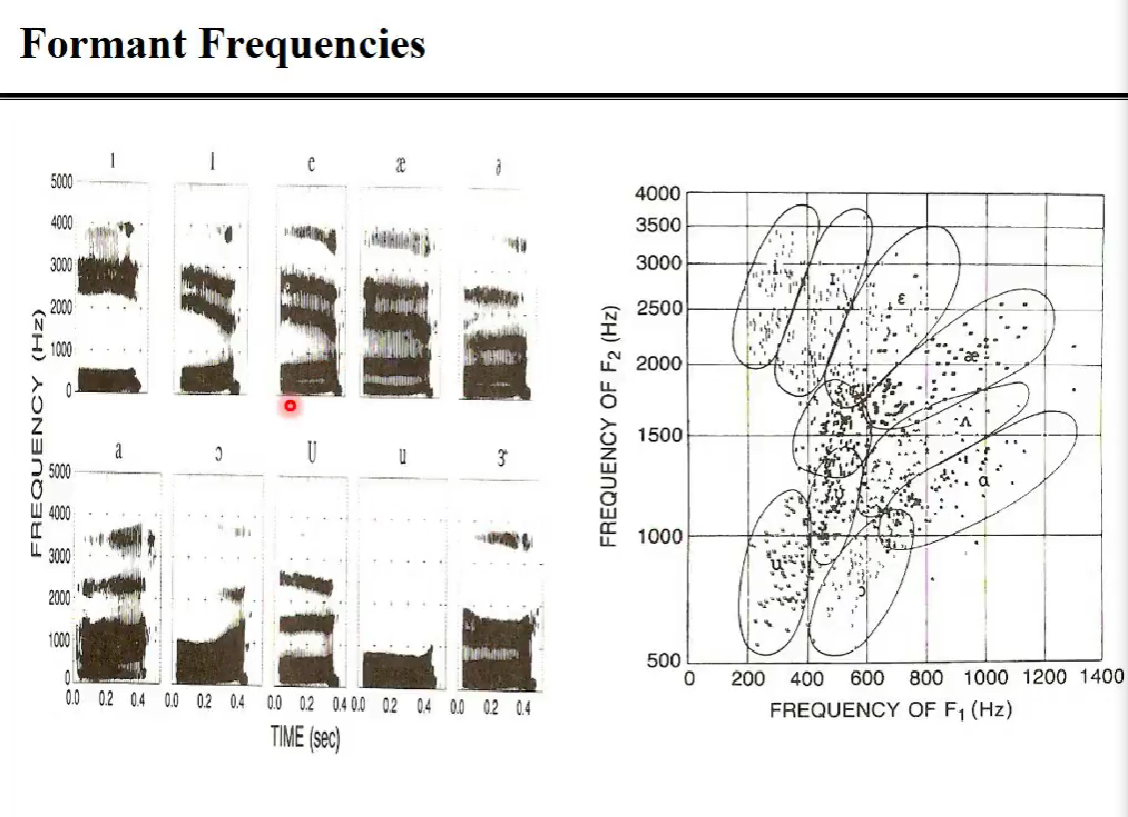 Formant Frequencies
ı I e æ ə
5000
4000
3000
2000
1000
0
FREQUENCY (Hz)
a ɔ U u ɝ
5000
4000
3000
2000
1000
0
0.0 0.2 0.4 0.0 0.2 0.4 0.0 0.2 0.4 0.0 0.2 0.4 0.0 0.2 0.4
TIME (sec)
4000
3500
3000
2500
2000
1500
1000
500
FREQUENCY OF F₂ (Hz)
i I ɛ
æ
ɜ ʌ
ɑ
U
u ɔ
0 200 400 600 800 1000 1200 1400
FREQUENCY OF F₁ (Hz)